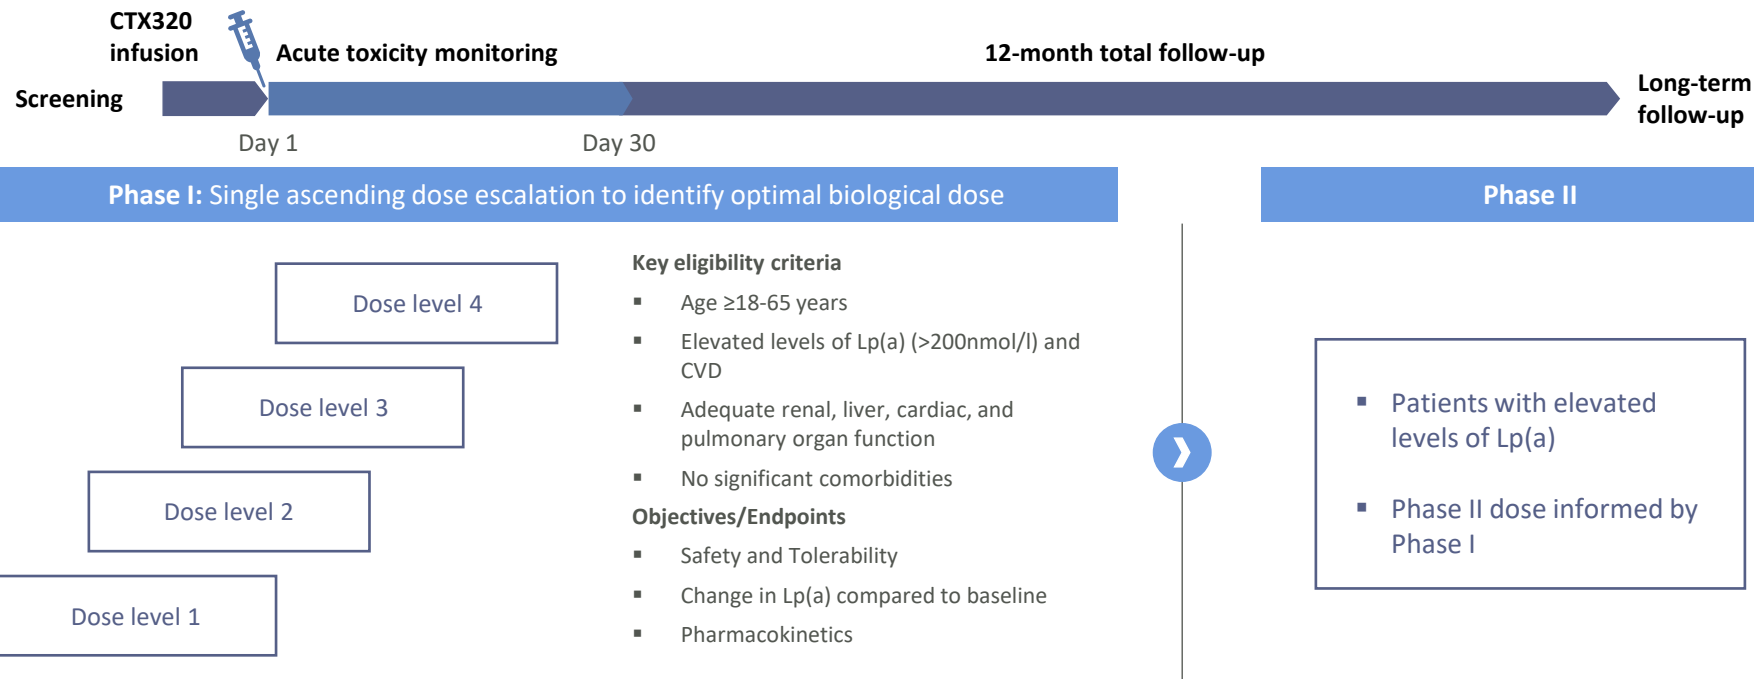 CTX320
infusion
Acute toxicity monitoring
12-month total follow-up
Screening
Long-term
follow-up
Day 1
Day 30
Phase I: Single ascending dose escalation to identify optimal biological dose
Phase II
Dose level 4
Dose level 3
Dose level 2
Dose level 1
Key eligibility criteria
▪ Age ≥18-65 years
▪ Elevated levels of Lp(a) (>200nmol/l) and
CVD
▪ Adequate renal, liver, cardiac, and
pulmonary organ function
▪ No significant comorbidities
Objectives/Endpoints
▪ Safety and Tolerability
▪ Change in Lp(a) compared to baseline
▪ Pharmacokinetics
▪ Patients with elevated
levels of Lp(a)
▪ Phase II dose informed by
Phase I